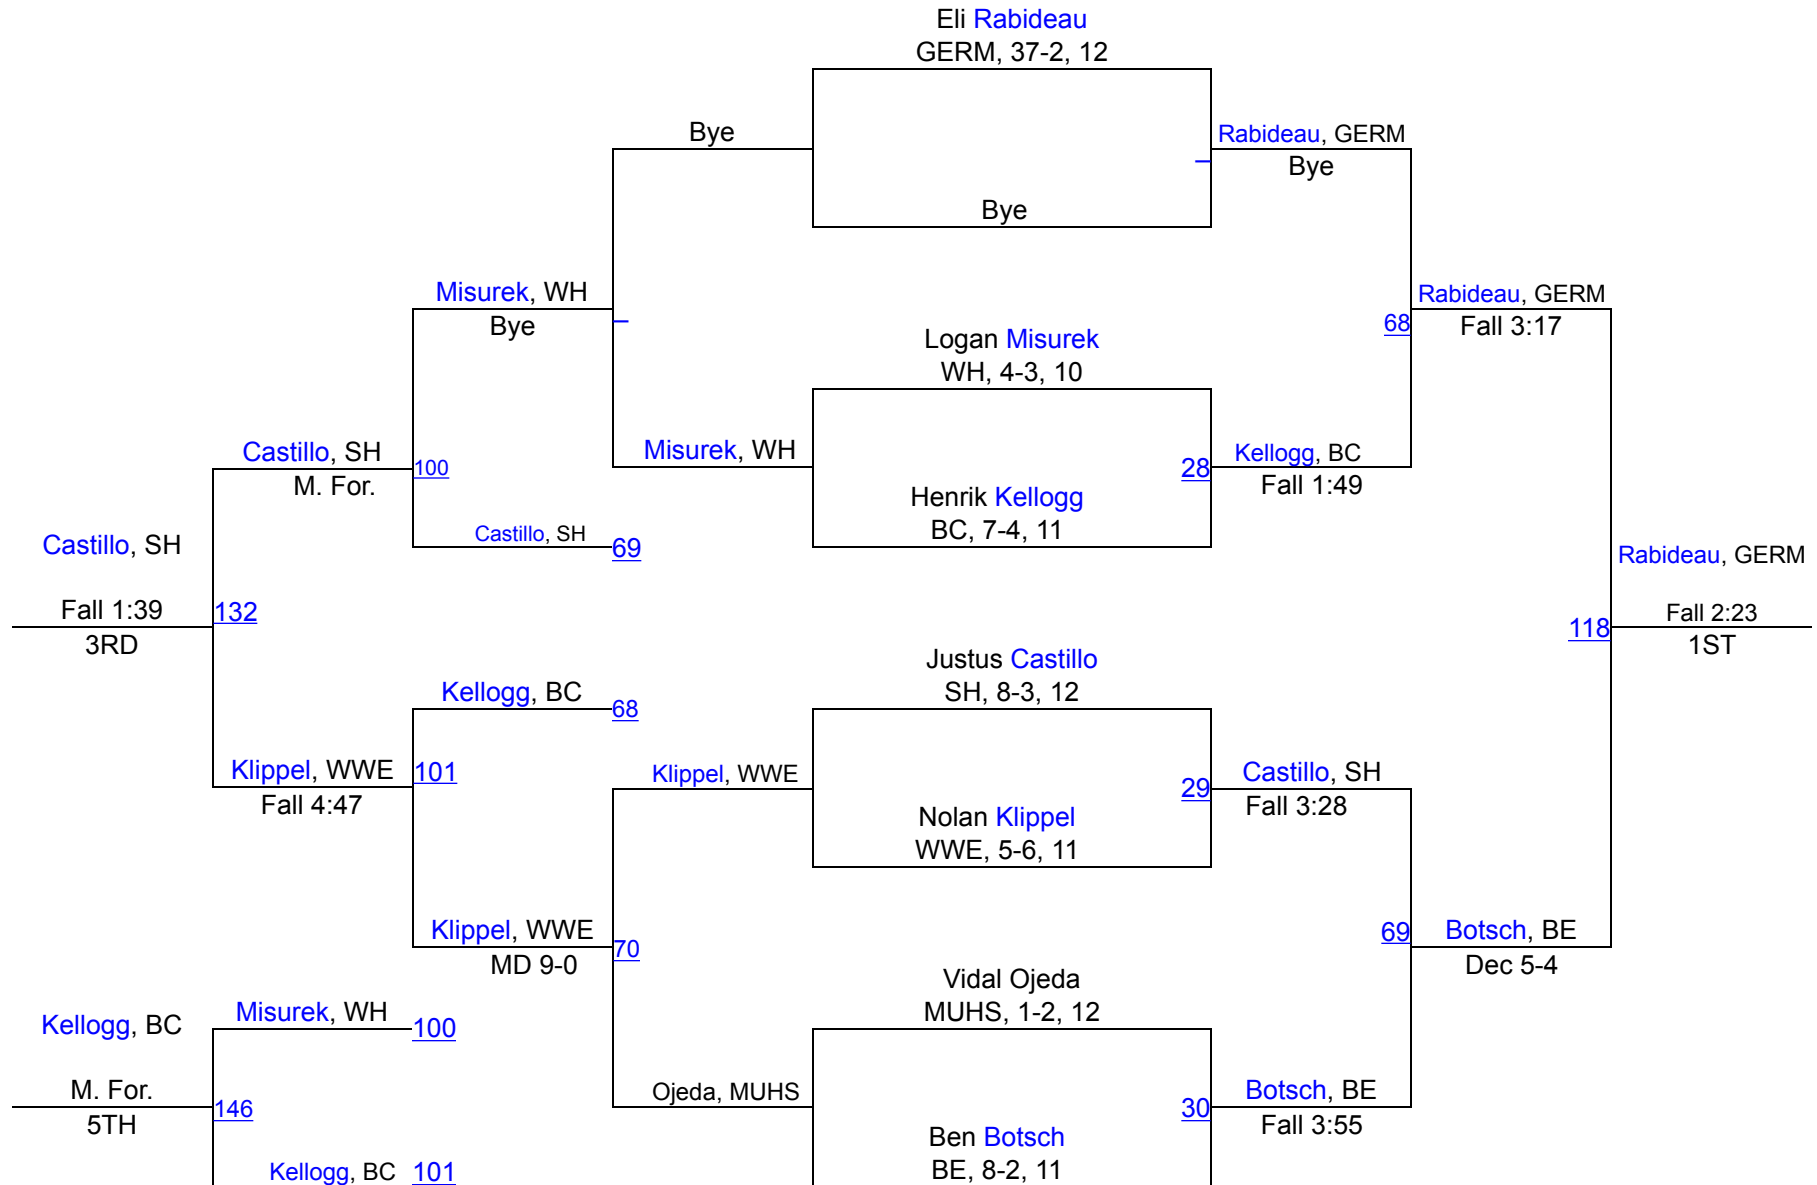 Eli Rabideau
GERM, 37-2, 12
Bye
Rabideau, GERM
Bye
Bye
Misurek, WH
Bye
Rabideau, GERM
68
Fall 3:17
Logan Misurek
WH, 4-3, 10
Castillo, SH
100
M. For.
Misurek, WH
28
Kellogg, BC
Fall 1:49
Henrik Kellogg
BC, 7-4, 11
Castillo, SH
69
Castillo, SH
Rabideau, GERM
Fall 1:39
132
3RD
Fall 2:23
118
1ST
Justus Castillo
SH, 8-3, 12
Kellogg, BC
68
Klippel, WWE
101
Fall 4:47
Klippel, WWE
29
Castillo, SH
Fall 3:28
Nolan Klippel
WWE, 5-6, 11
Klippel, WWE
70
MD 9-0
69
Botsch, BE
Dec 5-4
Vidal Ojeda
MUHS, 1-2, 12
Kellogg, BC
Misurek, WH
100
M. For.
146
5TH
Ojeda, MUHS
30
Botsch, BE
Fall 3:55
Ben Botsch
BE, 8-2, 11
Kellogg, BC
101